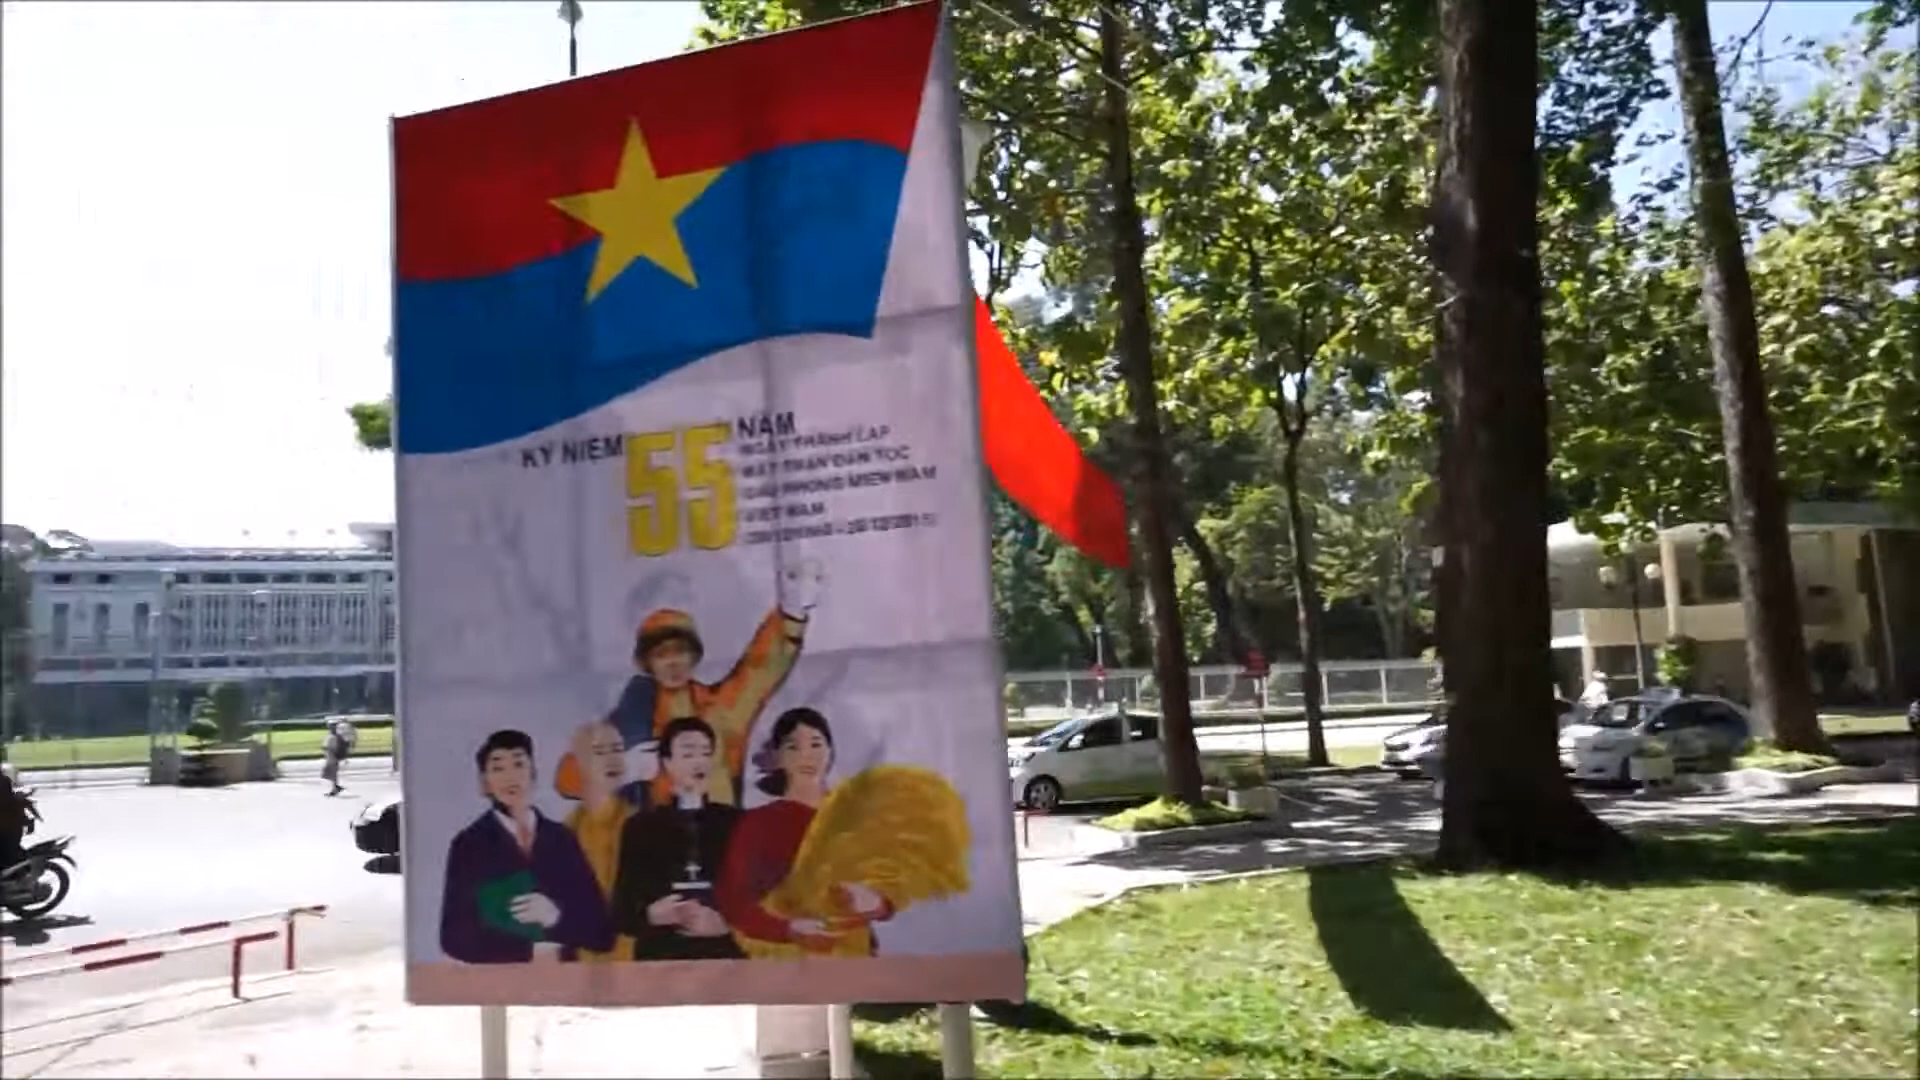 KỶ NIỆM 55 NĂM
NGÀY THÀNH LẬP
MẶT TRẬN DÂN TỘC
GIẢI PHÓNG MIỀN NAM
VIỆT NAM